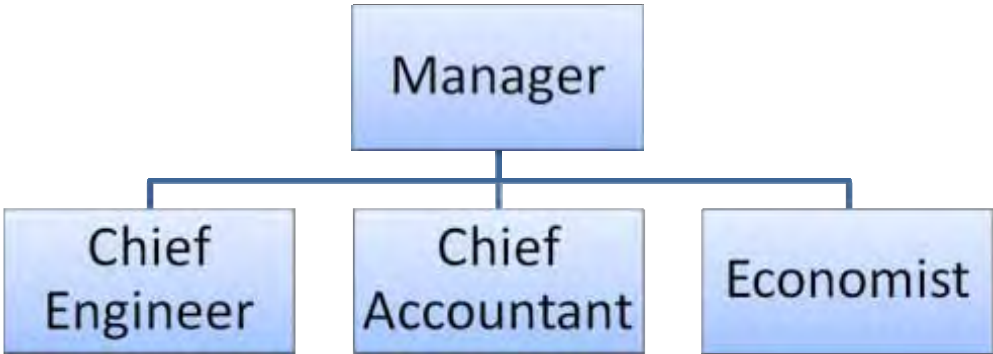 Manager
Chief
Engineer
Chief
Accountant
Economist